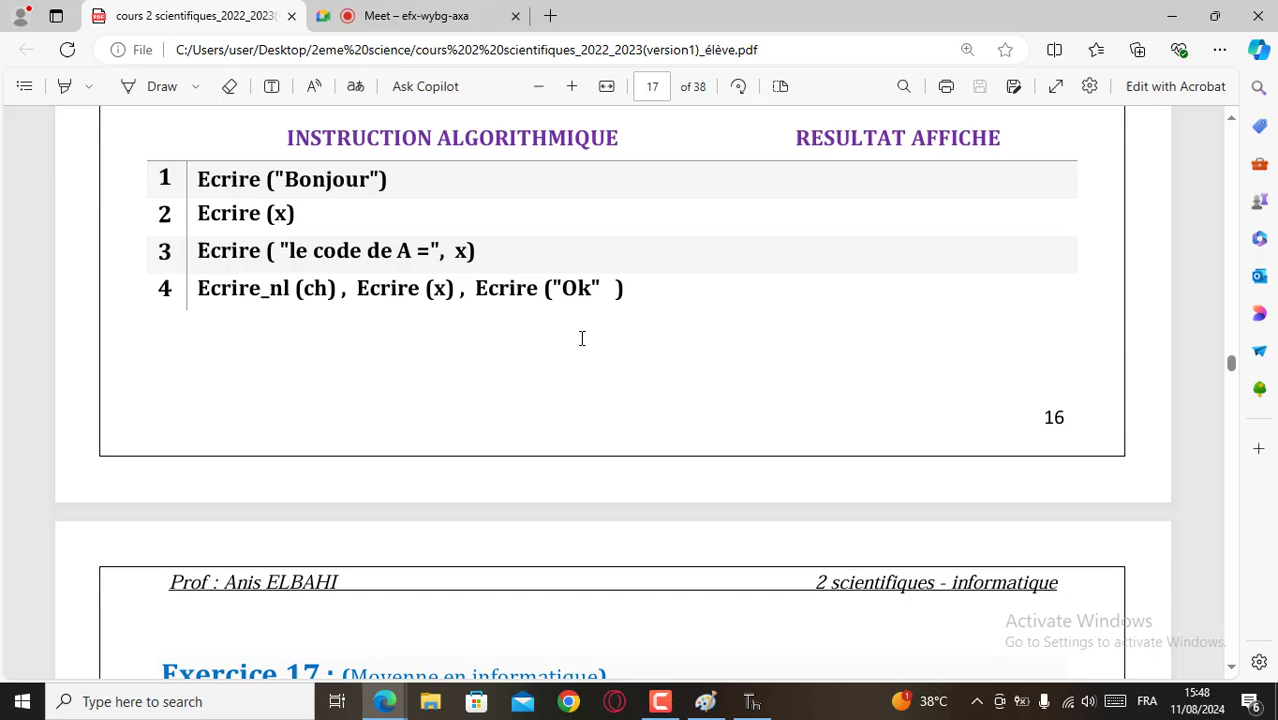 cours 2 scientifiques_2022_2023(
Meet – efx-wybg-axa
File C:/Users/user/Desktop/2eme%20science/cours%202%20scientifiques_2022_2023(version1)_élève.pdf
Draw
Ask Copilot
17 of 38
Edit with Acrobat
INSTRUCTION ALGORITHMIQUE RESULTAT AFFICHE
1 Ecrire ("Bonjour")
2 Ecrire (x)
3 Ecrire ( "le code de A =", x)
4 Ecrire_nl (ch) , Ecrire (x) , Ecrire ("Ok" )
16
Prof : Anis ELBAHI 2 scientifiques - informatique
Activate Windows
Go to Settings to activate Windows.
Exercice 17 : (Moyenne en informatique)
Type here to search
38°C
FRA
15:48
11/08/2024